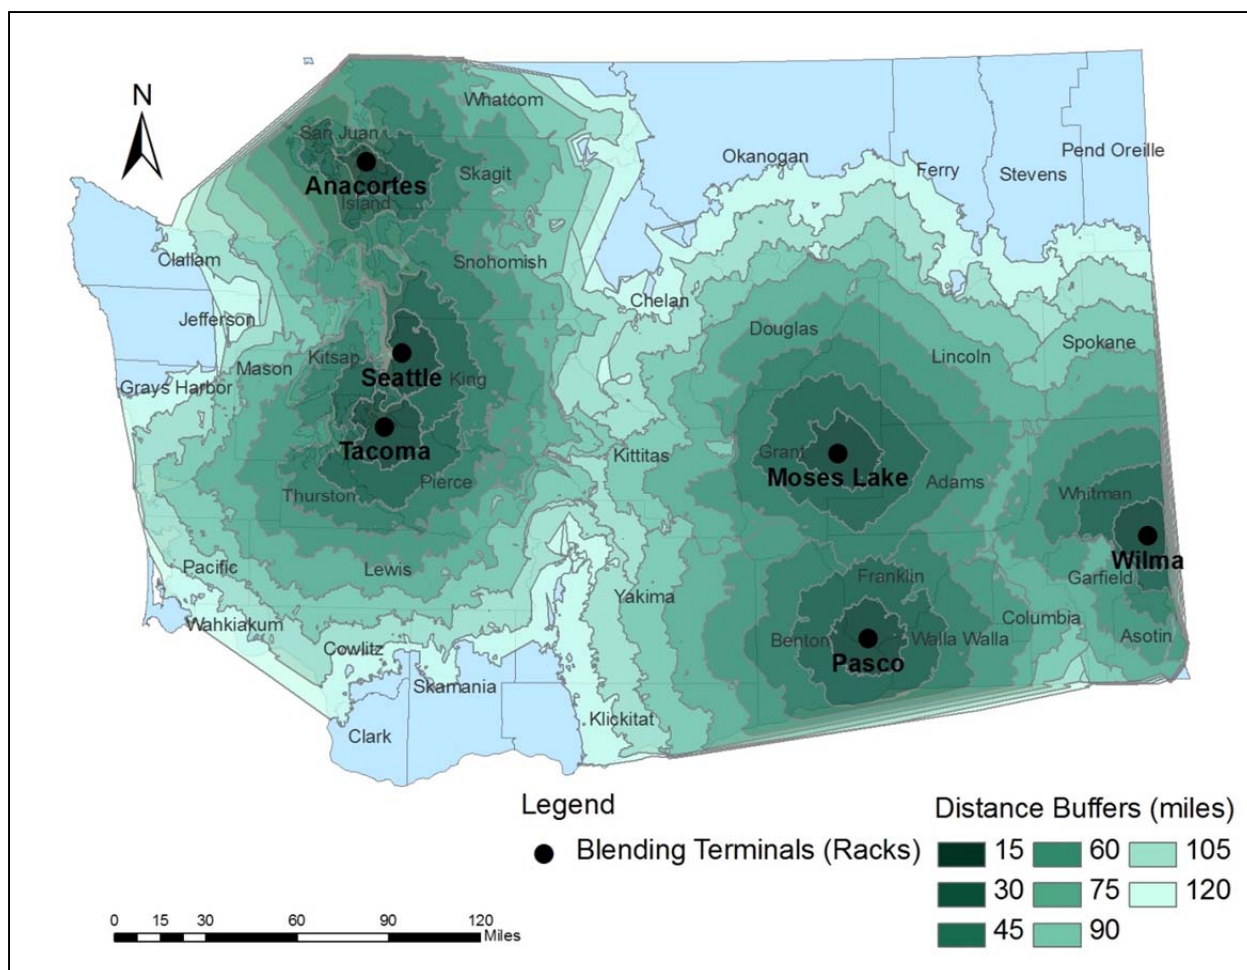 N
Whatcom
San Juan
Okanogan
Ferry
Pend Oreille
Stevens
Skagit
Anacortes
Island
Clallam
Snohomish
Chelan
Jefferson
Douglas
Lincoln
Spokane
Kitsap
Mason
Seattle
King
Grays Harbor
Tacoma
Kittitas
Grant
Moses Lake
Pierce
Adams
Thurston
Whitman
Wilma
Pacific
Lewis
Franklin
Garfield
Yakima
Columbia
Wahkiakum
Benton
Walla Walla
Asotin
Cowlitz
Pasco
Skamania
Klickitat
Clark
Legend
Blending Terminals (Racks)
Distance Buffers (miles)
15 60 105
30 75 120
45 90
0 15 30 60 90 120
Miles